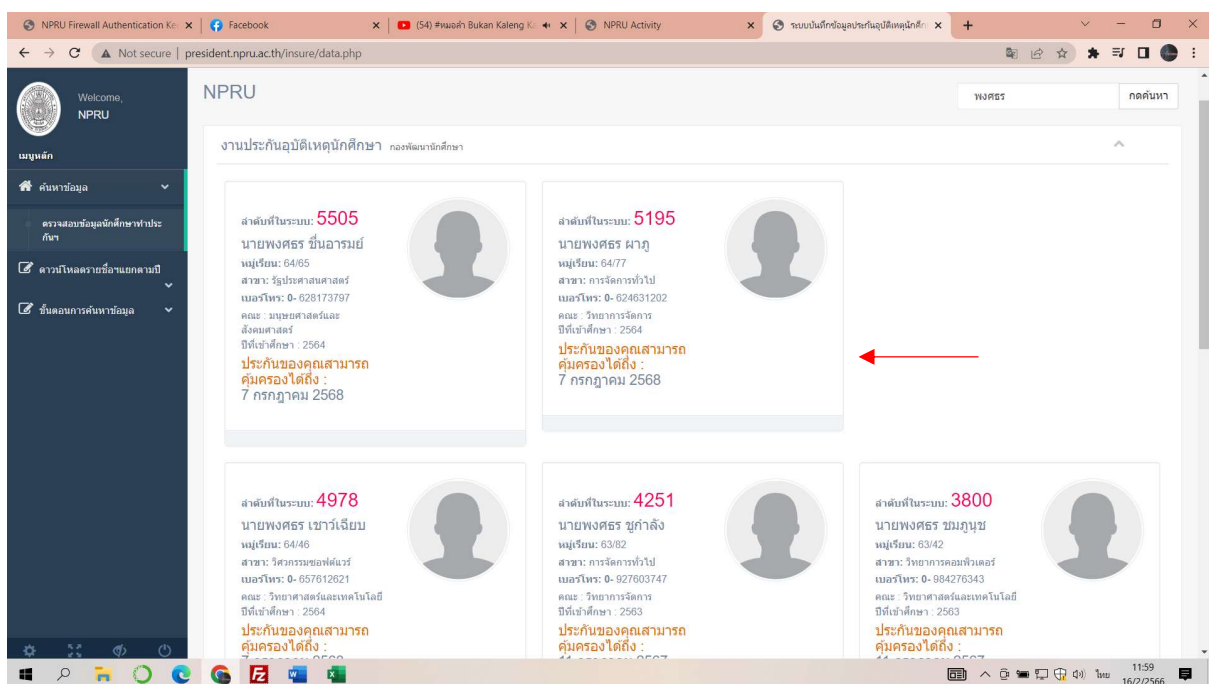 NPRU Firewall Authentication Ke
Facebook
(54) #หมอลำ Bukan Kaleng Ka
NPRU Activity
ระบบบันทึกข้อมูลประกันอุบัติเหตุนักศึก
Not secure
president.npru.ac.th/insure/data.php
Welcome,
NPRU
เมนูหลัก
ค้นหาข้อมูล
ตรวจสอบข้อมูลนักศึกษาทำประ
กันฯ
ดาวน์โหลดรายชื่อฯแยกตามปี
ขั้นตอนการค้นหาข้อมูล
NPRU
พงศธร
กดค้นหา
งานประกันอุบัติเหตุนักศึกษา กองพัฒนานักศึกษา
ลำดับที่ในระบบ: 5505
นายพงศธร ชื่นอารมย์
หมู่เรียน: 64/65
สาขา: รัฐประศาสนศาสตร์
เบอร์โทร: 0- 628173797
คณะ : มนุษยศาสตร์และ
สังคมศาสตร์
ปีที่เข้าศึกษา : 2564
ประกันของคุณสามารถ
คุ้มครองได้ถึง :
7 กรกฎาคม 2568
ลำดับที่ในระบบ: 5195
นายพงศธร ผาภู
หมู่เรียน: 64/77
สาขา: การจัดการทั่วไป
เบอร์โทร: 0- 624631202
คณะ : วิทยาการจัดการ
ปีที่เข้าศึกษา : 2564
ประกันของคุณสามารถ
คุ้มครองได้ถึง :
7 กรกฎาคม 2568
ลำดับที่ในระบบ: 4978
นายพงศธร เชาว์เฉียบ
หมู่เรียน: 64/46
สาขา: วิศวกรรมซอฟต์แวร์
เบอร์โทร: 0- 657612621
คณะ : วิทยาศาสตร์และเทคโนโลยี
ปีที่เข้าศึกษา : 2564
ประกันของคุณสามารถ
คุ้มครองได้ถึง :
ลำดับที่ในระบบ: 4251
นายพงศธร ชูกำลัง
หมู่เรียน: 63/82
สาขา: การจัดการทั่วไป
เบอร์โทร: 0- 927603747
คณะ : วิทยาการจัดการ
ปีที่เข้าศึกษา : 2563
ประกันของคุณสามารถ
คุ้มครองได้ถึง :
ลำดับที่ในระบบ: 3800
นายพงศธร ชมภูนุช
หมู่เรียน: 63/42
สาขา: วิทยาการคอมพิวเตอร์
เบอร์โทร: 0- 984276343
คณะ : วิทยาศาสตร์และเทคโนโลยี
ปีที่เข้าศึกษา : 2563
ประกันของคุณสามารถ
คุ้มครองได้ถึง :
ไทย
11:59
16/2/2566